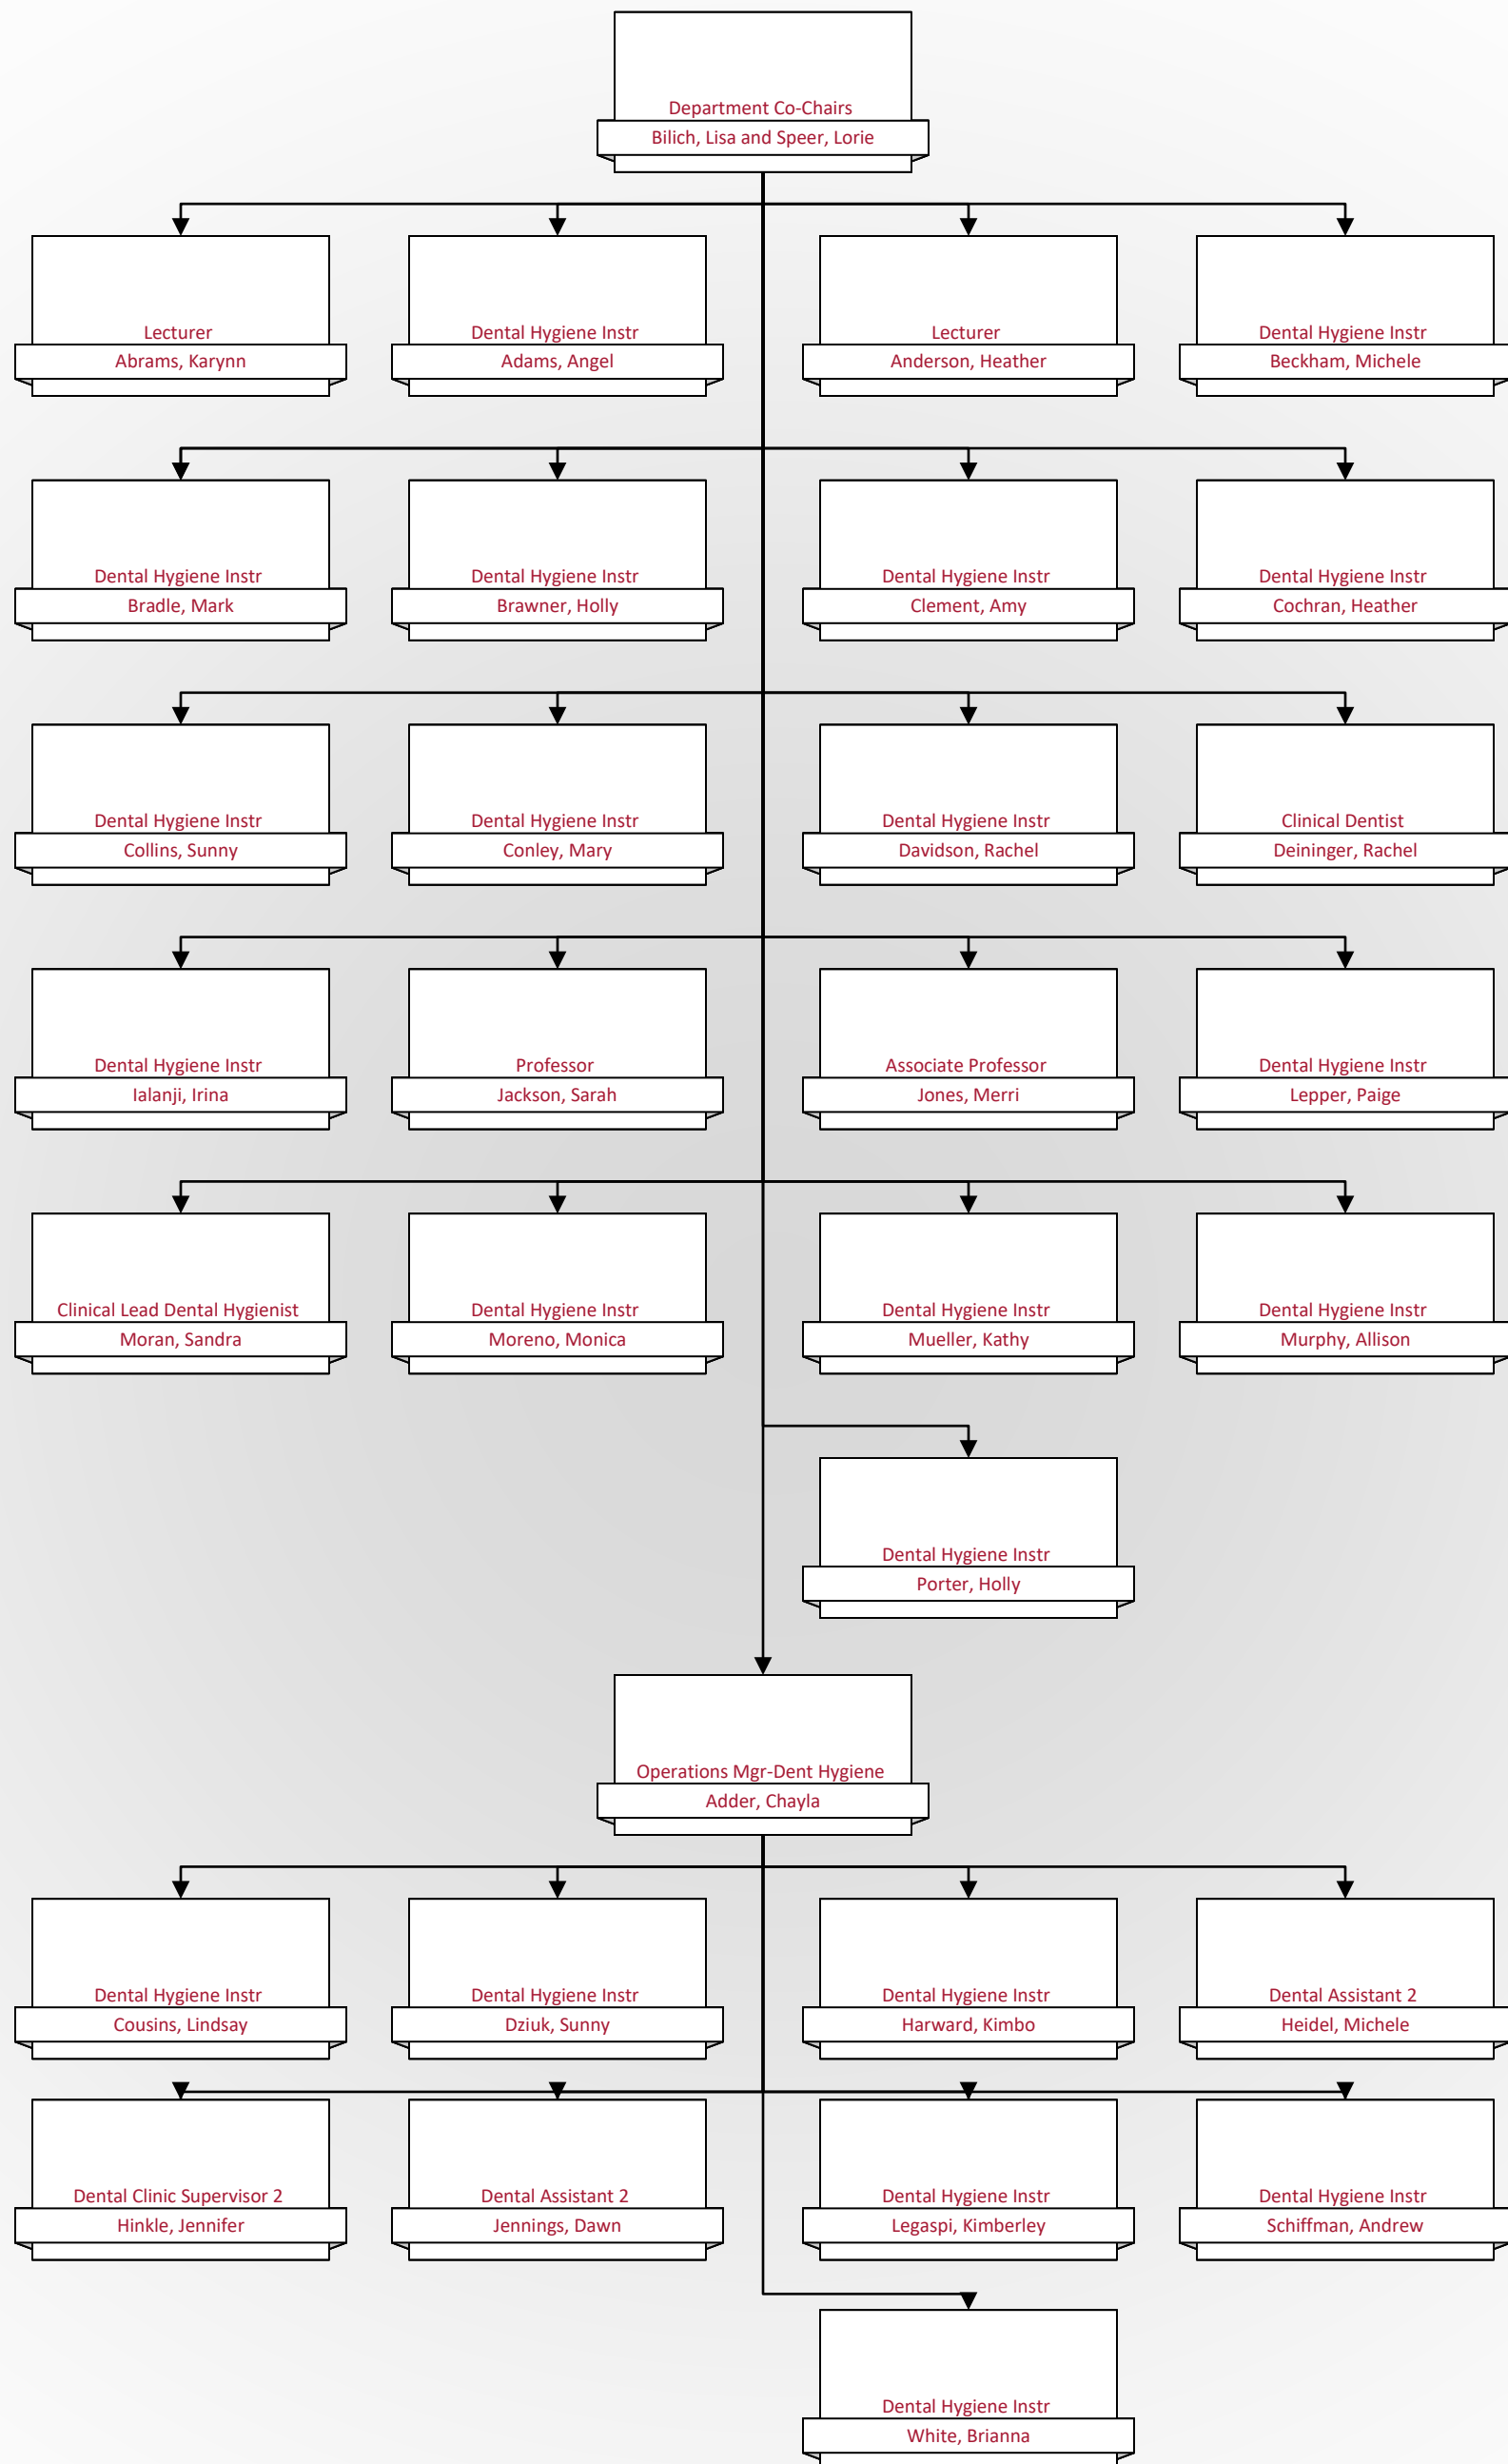 Department Co-Chairs
Bilich, Lisa and Speer, Lorie
Lecturer
Abrams, Karynn
Dental Hygiene Instr
Adams, Angel
Lecturer
Anderson, Heather
Dental Hygiene Instr
Beckham, Michele
Dental Hygiene Instr
Bradle, Mark
Dental Hygiene Instr
Brawner, Holly
Dental Hygiene Instr
Clement, Amy
Dental Hygiene Instr
Cochran, Heather
Dental Hygiene Instr
Collins, Sunny
Dental Hygiene Instr
Conley, Mary
Dental Hygiene Instr
Davidson, Rachel
Clinical Dentist
Deininger, Rachel
Dental Hygiene Instr
Ialanji, Irina
Professor
Jackson, Sarah
Associate Professor
Jones, Merri
Dental Hygiene Instr
Lepper, Paige
Clinical Lead Dental Hygienist
Moran, Sandra
Dental Hygiene Instr
Moreno, Monica
Dental Hygiene Instr
Mueller, Kathy
Dental Hygiene Instr
Murphy, Allison
Dental Hygiene Instr
Porter, Holly
Operations Mgr-Dent Hygiene
Adder, Chayla
Dental Hygiene Instr
Cousins, Lindsay
Dental Hygiene Instr
Dziuk, Sunny
Dental Hygiene Instr
Harward, Kimbo
Dental Assistant 2
Heidel, Michele
Dental Clinic Supervisor 2
Hinkle, Jennifer
Dental Assistant 2
Jennings, Dawn
Dental Hygiene Instr
Legaspi, Kimberley
Dental Hygiene Instr
Schiffman, Andrew
Dental Hygiene Instr
White, Brianna